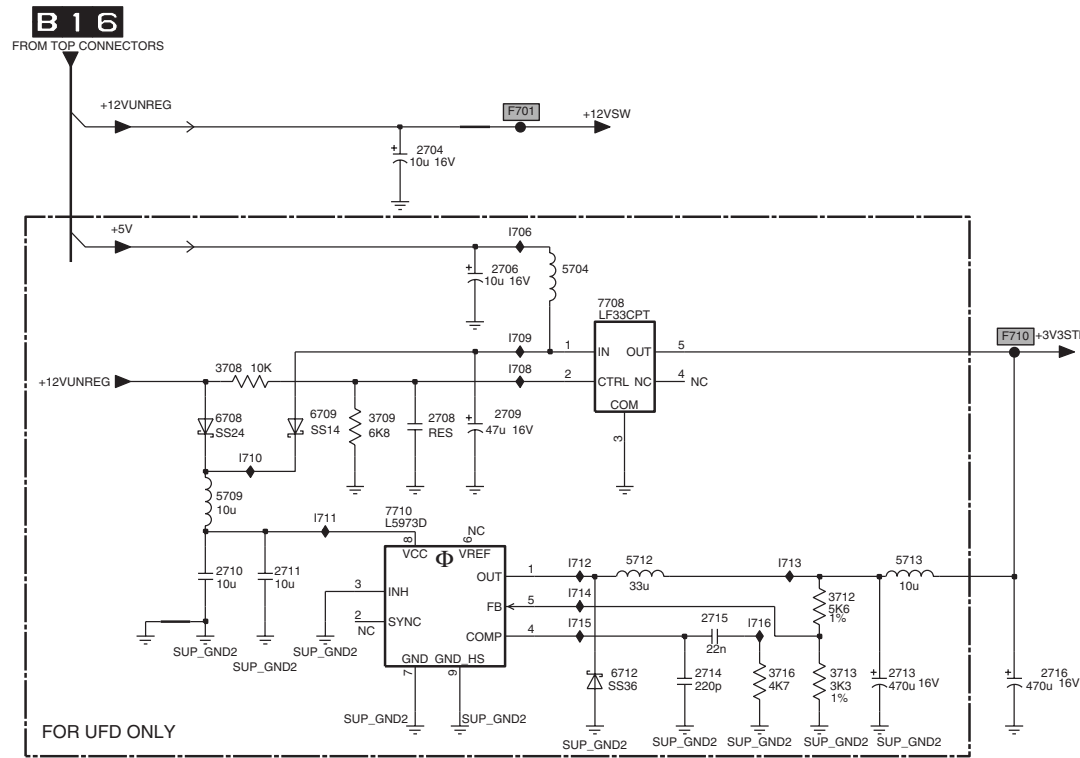 B16
FROM TOP CONNECTORS
+12VUNREG
F701
+12VSW
2704
10u 16V
+
+5V
I706
+
2706
10u 16V
5704
7708
LF33CPT
I709
1
IN
OUT
5
F710
+3V3ST
+12VUNREG
3708 10K
I708
2
CTRL
NC
4
NC
COM
3
6708
SS24
6709
SS14
3709
6K8
2708
RES
+
2709
47u 16V
I710
5709
10u
I711
7710
L5973D
NC
8
6
VCC
Φ
VREF
2710
10u
2711
10u
3
INH
2
SYNC
NC
OUT
1
I712
5712
33u
I713
5713
10u
FB
5
I714
3712
5K6
1%
COMP
4
I715
2715
22n
I716
GND
GND_HS
7
9
6712
SS36
2714
220p
3716
4K7
3713
3K3
1%
+
2713
470u 16V
+
2716
470u 16V
SUP_GND2
SUP_GND2
SUP_GND2
SUP_GND2
SUP_GND2
FOR UFD ONLY
SUP_GND2
SUP_GND2
SUP_GND2
SUP_GND2
SUP_GND2